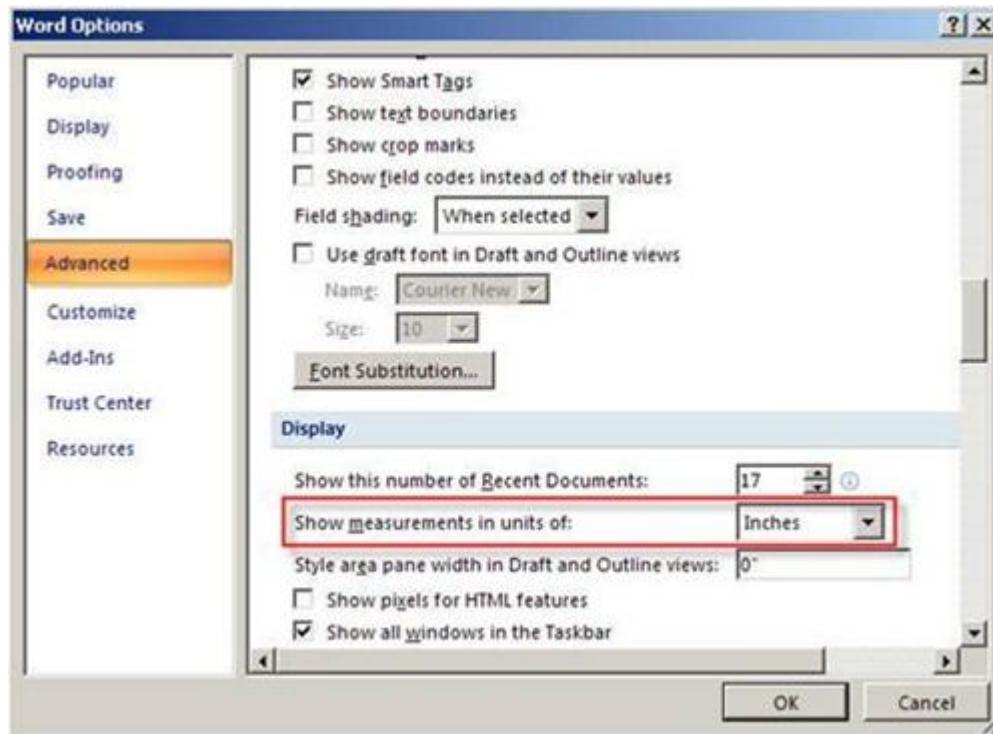 Word Options
Popular
Display
Proofing
Save
Advanced
Customize
Add-Ins
Trust Center
Resources
Show Smart Tags
Show text boundaries
Show crop marks
Show field codes instead of their values
Field shading: When selected
Use draft font in Draft and Outline views
Name: Courier New
Size: 10
Font Substitution...
Display
Show this number of Recent Documents: 17
Show measurements in units of: Inches
Style area pane width in Draft and Outline views: 0"
Show pixels for HTML features
Show all windows in the Taskbar
OK Cancel